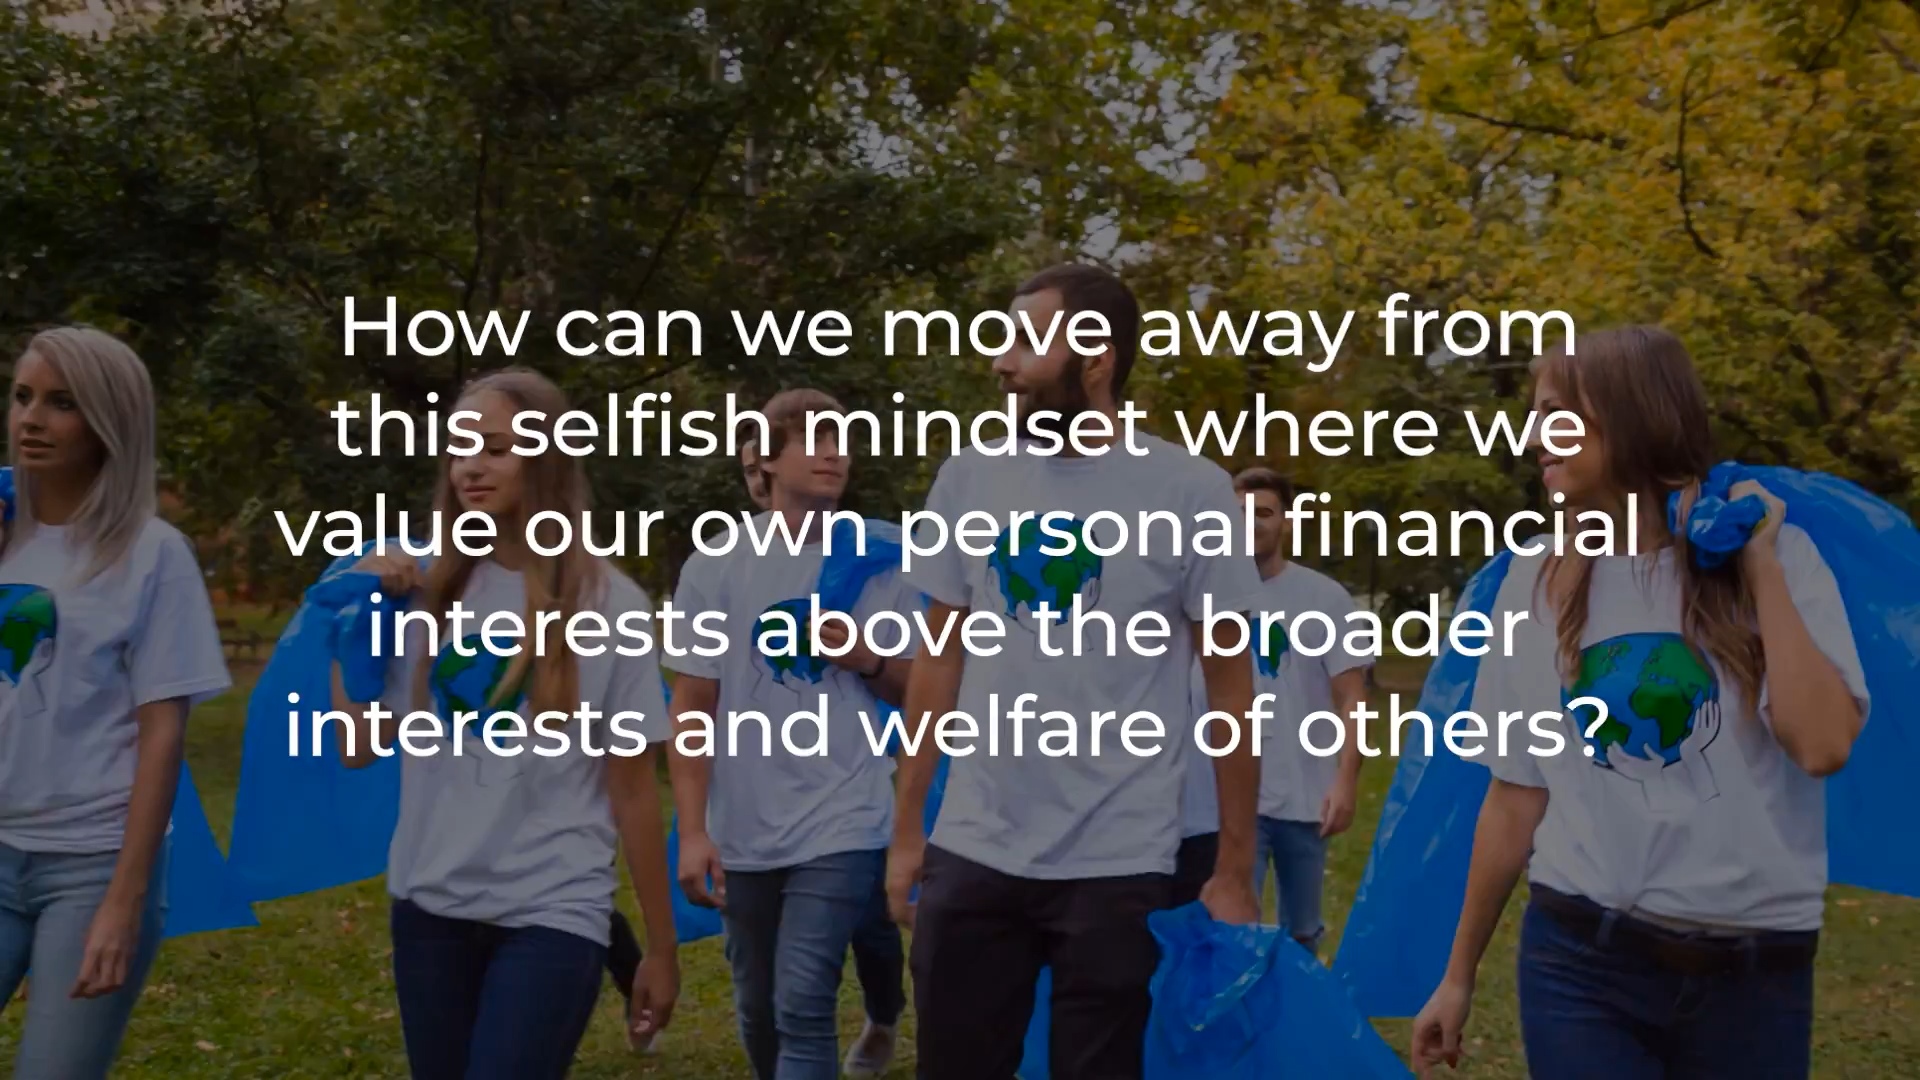 How can we move away from
this selfish mindset where we
value our own personal financial
interests above the broader
interests and welfare of others?